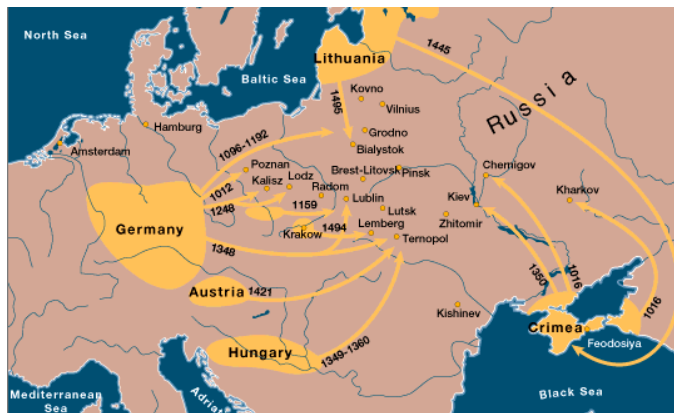 North Sea
Baltic Sea
Lithuania
1445
Russia
1495
Kovno
Vilnius
Hamburg
Grodno
Amsterdam
1096-1192
Bialystok
Poznan
Brest-Litovsk
Pinsk
Chernigov
Kalisz
Lodz
1012
Radom
Lublin
Kiev
Kharkov
1248
1159
Lutsk
Zhitomir
Germany
Krakow
1494
Lemberg
Ternopol
1348
1350
1016
Austria
1421
1016
Kishinev
Crimea
Hungary
1349-1360
Feodosiya
Mediterranean
Sea
Adriat
Black Sea